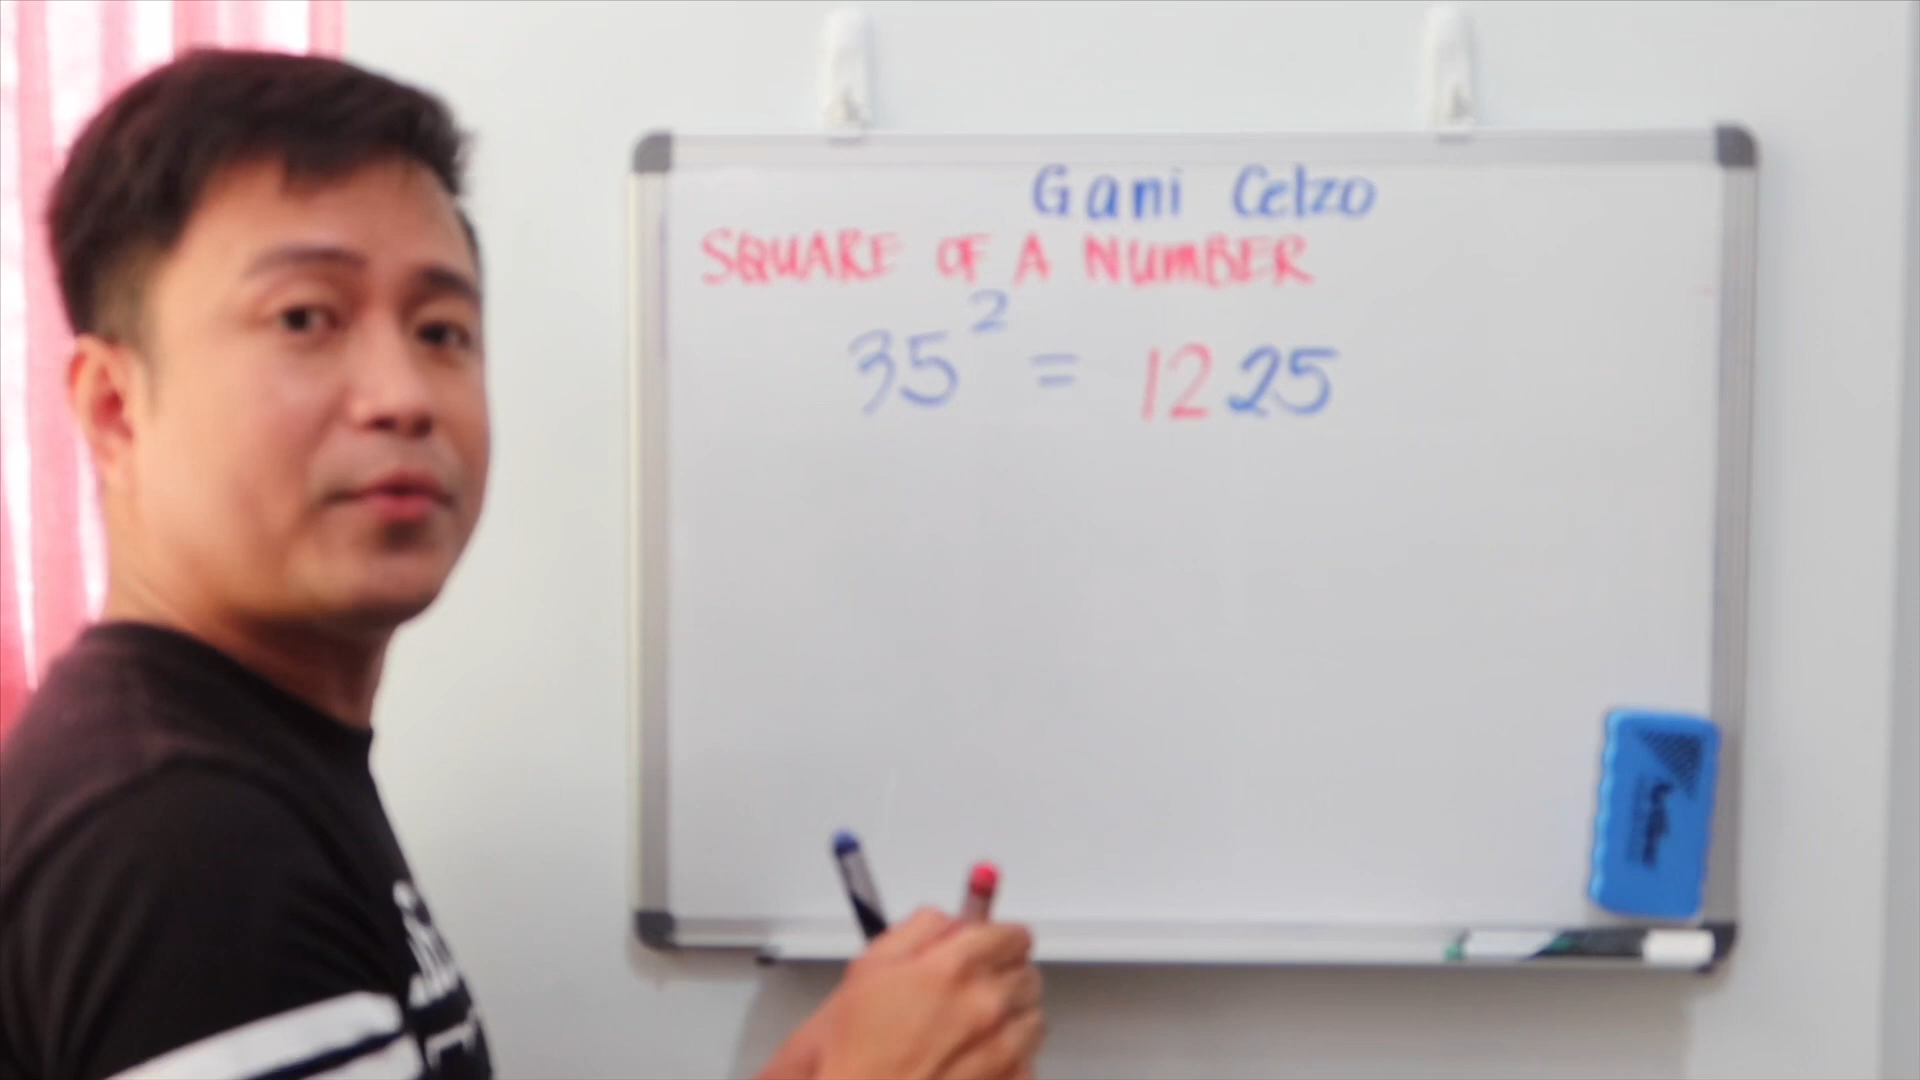 Gani Celzo
SQUARE OF A NUMBER
35² = 1225